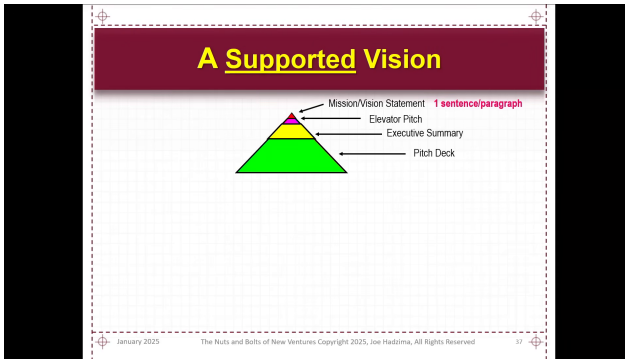 A Supported Vision
Mission/Vision Statement 1 sentence/paragraph
Elevator Pitch
Executive Summary
Pitch Deck
January 2025 The Nuts and Bolts of New Ventures Copyright 2025, Joe Hadzima, All Rights Reserved 37